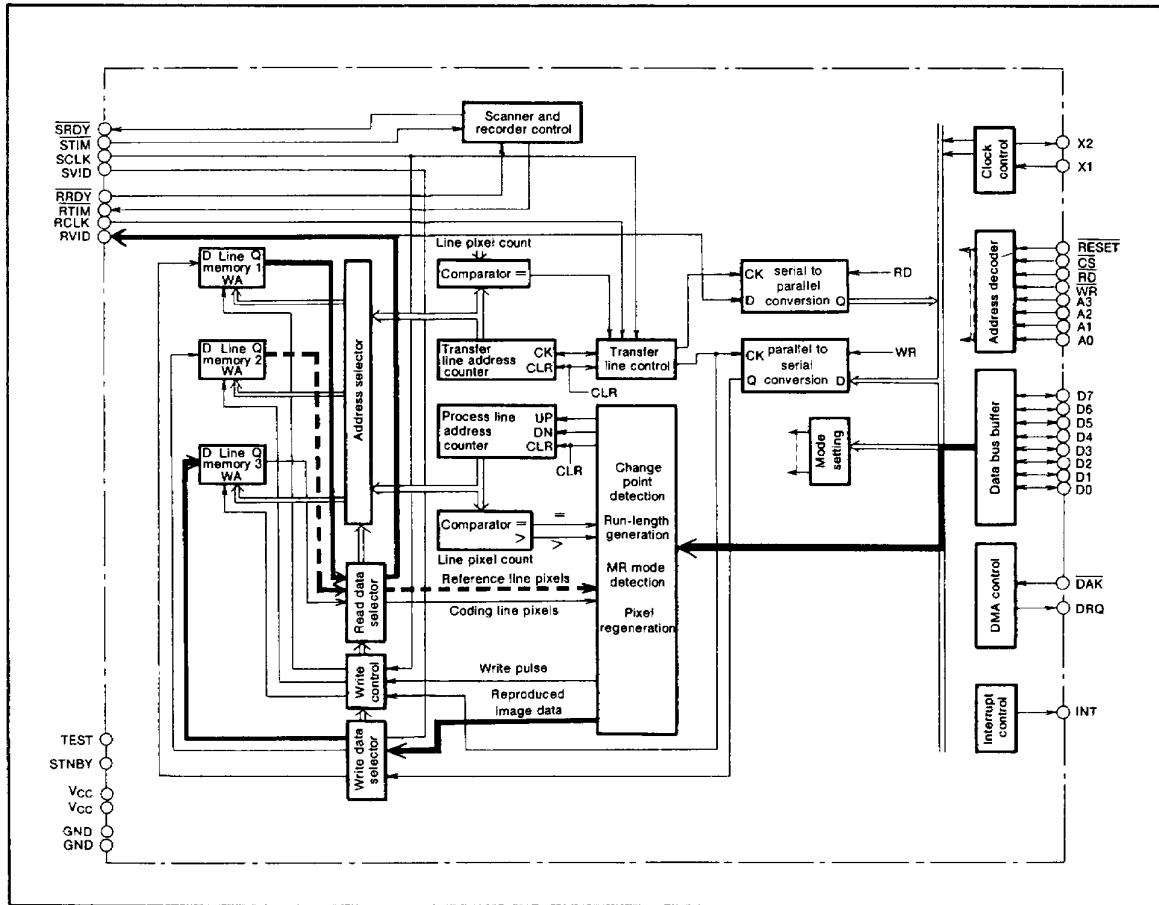 Scanner and
recorder control
SRDY
STIM
SCLK
SVID
RRDY
RTIM
RCLK
RVID
D Line Q
memory 1
WA
D Line Q
memory 2
WA
D Line Q
memory 3
WA
Address selector
Line pixel count
Comparator =
Transfer
line address
counter
CK
CLR
Transfer
line control
CLR
Process line
address
counter
UP
DN
CLR
CLR
Comparator =
>
=
>
Line pixel count
Change
point
detection
Run-length
generation
MR mode
detection
Pixel
regeneration
Reference line pixels
Coding line pixels
Read data
selector
Write
control
Write pulse
Reproduced
image data
Write data
selector
CK
serial to
parallel
D conversion Q
RD
CK
parallel to
serial
Q conversion D
WR
Mode
setting
Clock
control
X2
X1
Address decoder
RESET
CS
RD
WR
A3
A2
A1
A0
Data bus buffer
D7
D6
D5
D4
D3
D2
D1
D0
DMA control
DAK
DRQ
Interrupt
control
INT
TEST
STNBY
VCC
VCC
GND
GND